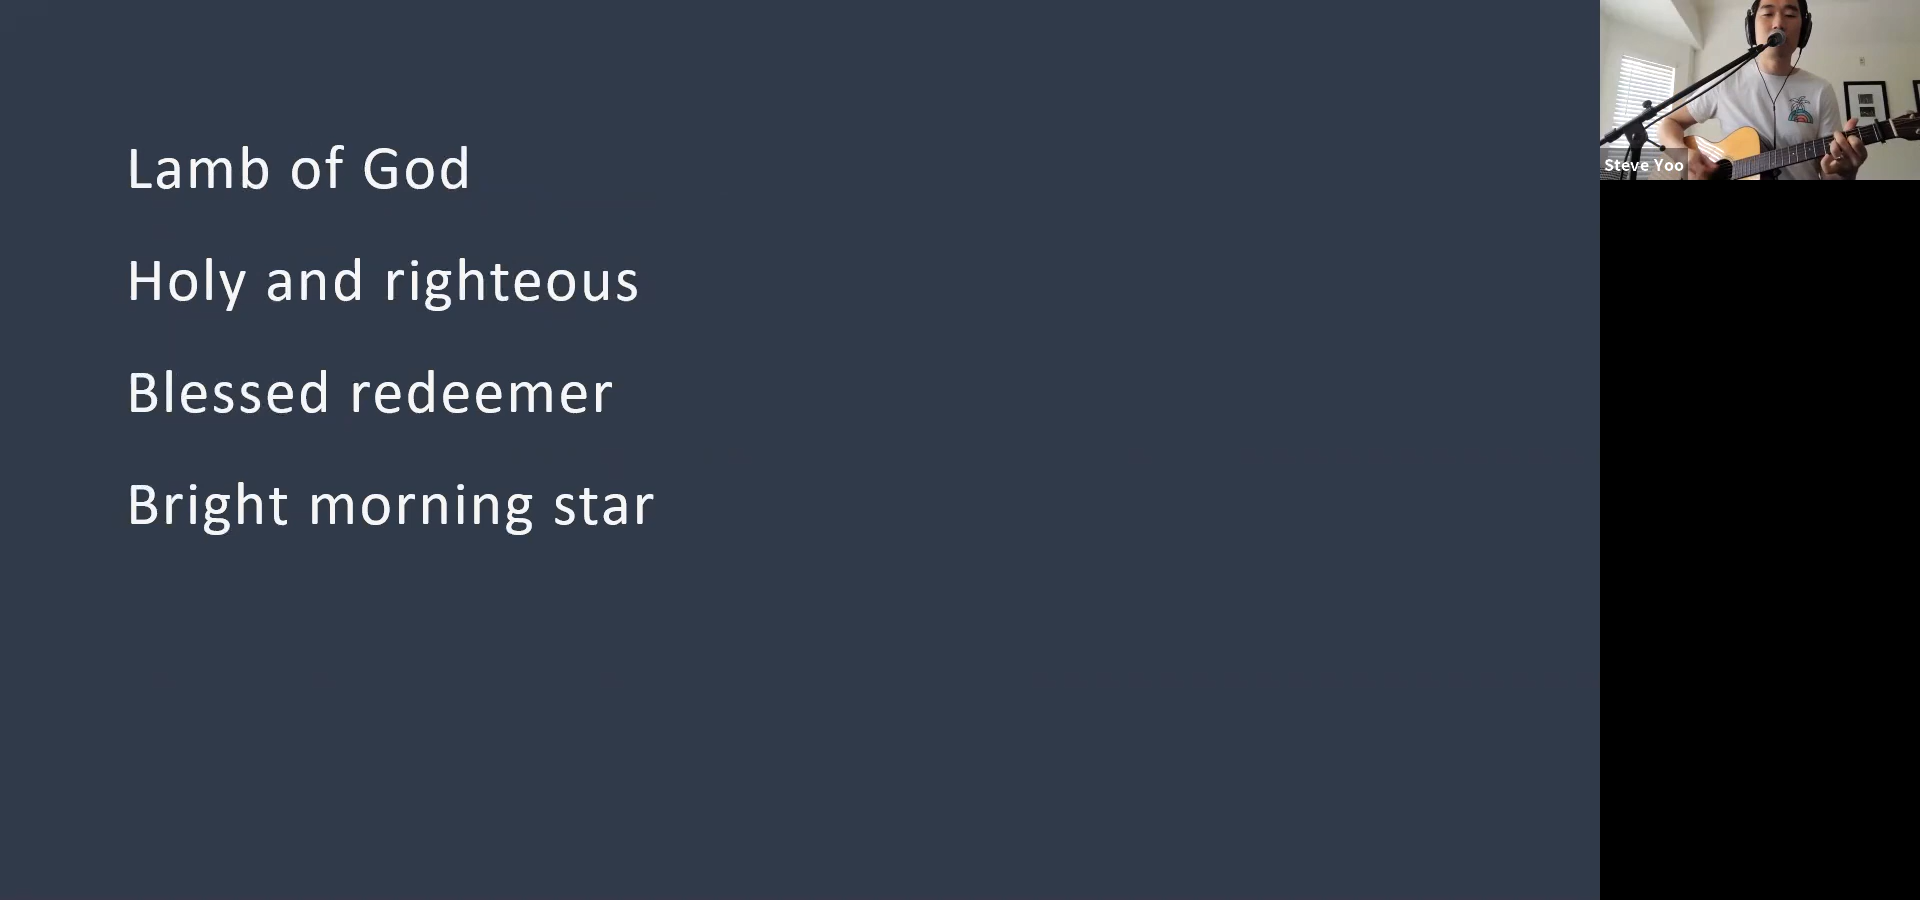 Lamb of God
Holy and righteous
Blessed redeemer
Bright morning star
Steve Yoo